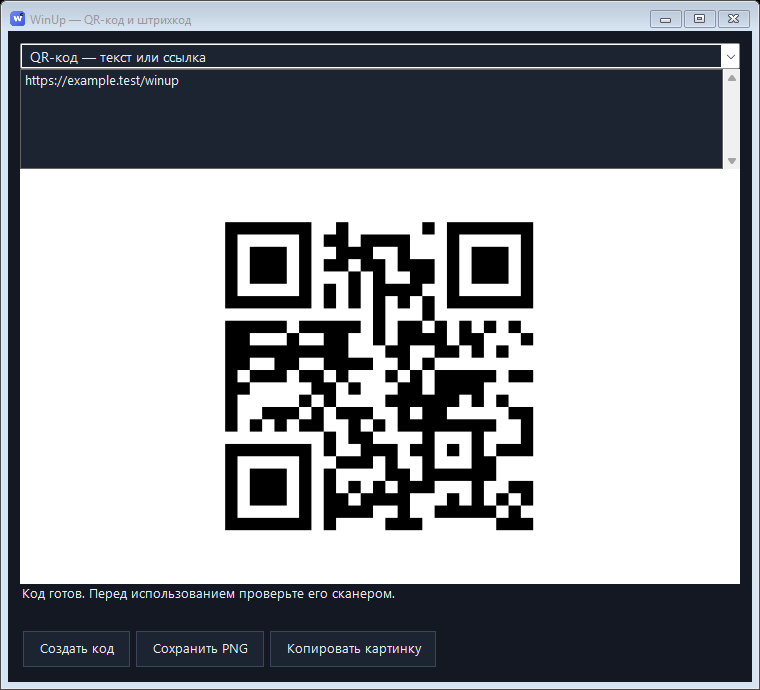 WinUp — QR-код и штрихкод
QR-код — текст или ссылка
https://example.test/winup
Код готов. Перед использованием проверьте его сканером.
Создать код
Сохранить PNG
Копировать картинку